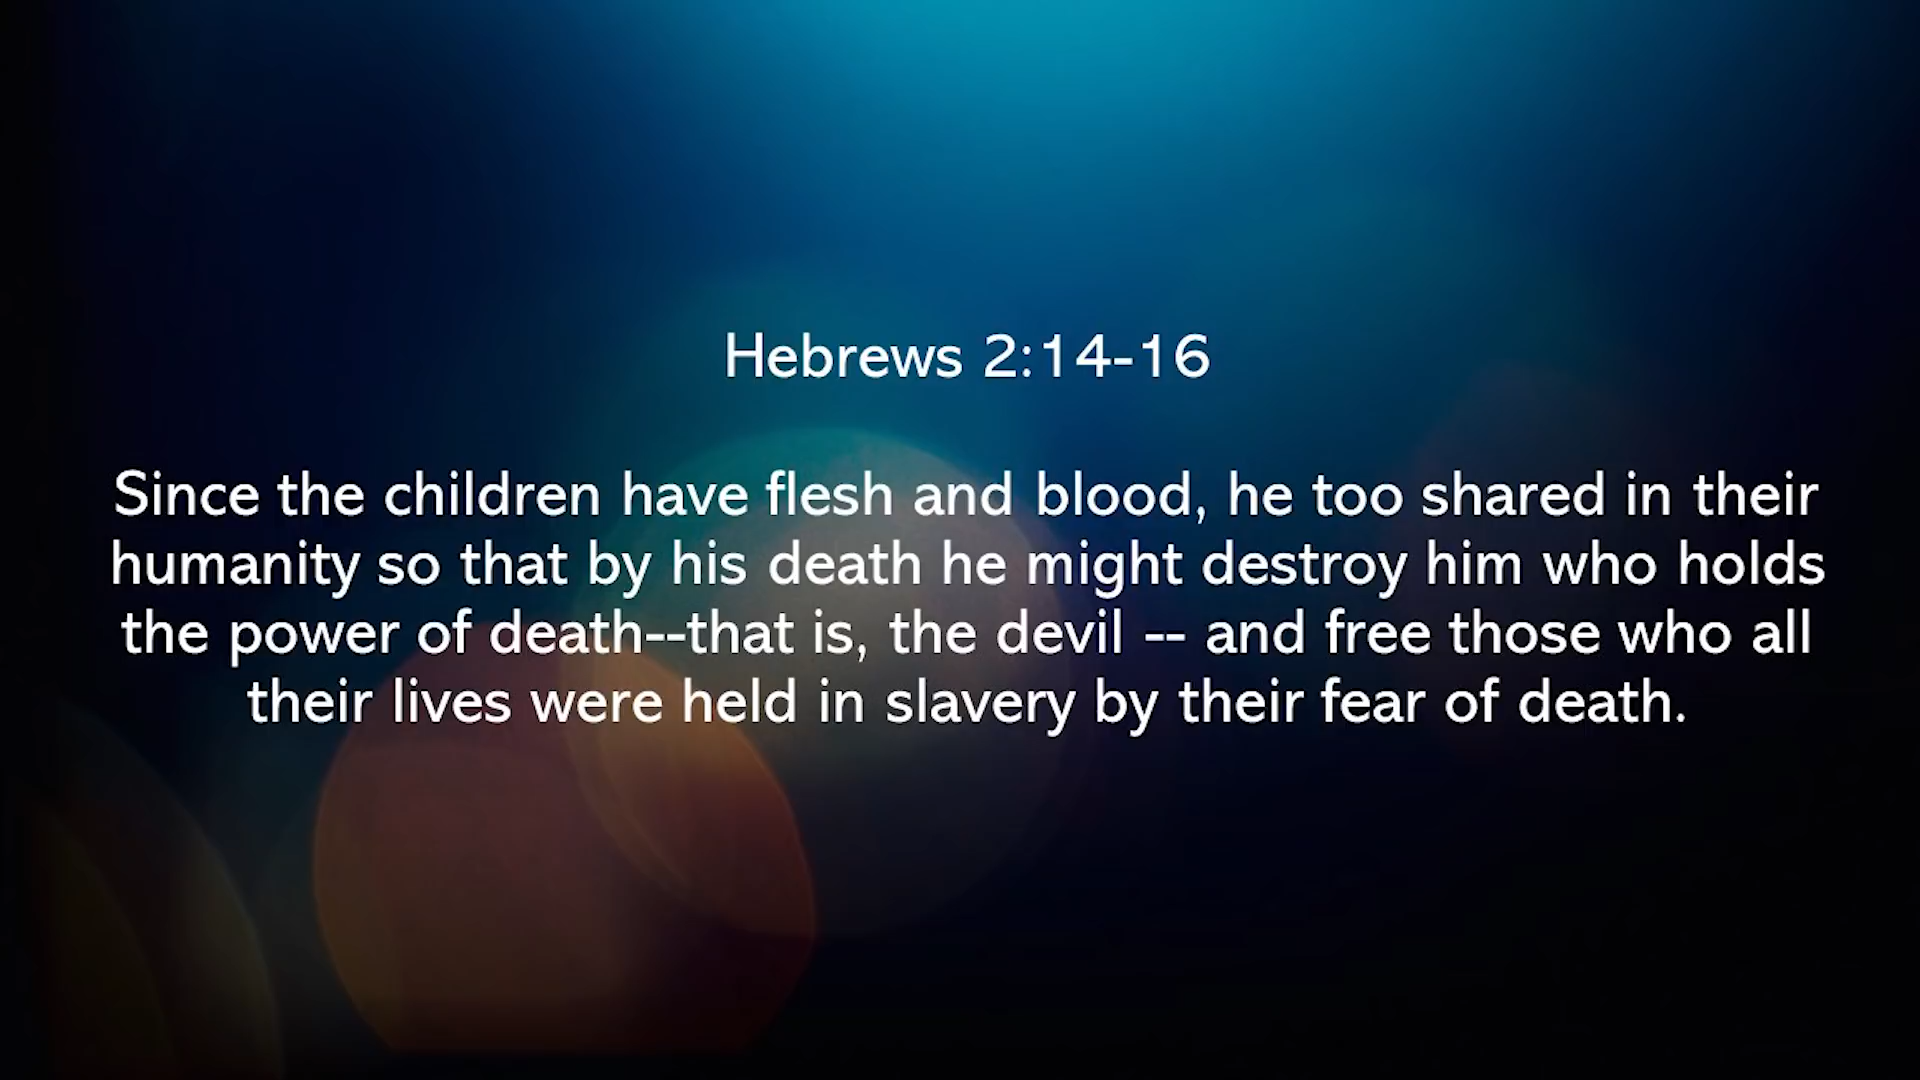 Hebrews 2:14-16
Since the children have flesh and blood, he too shared in their
humanity so that by his death he might destroy him who holds
the power of death--that is, the devil -- and free those who all
their lives were held in slavery by their fear of death.